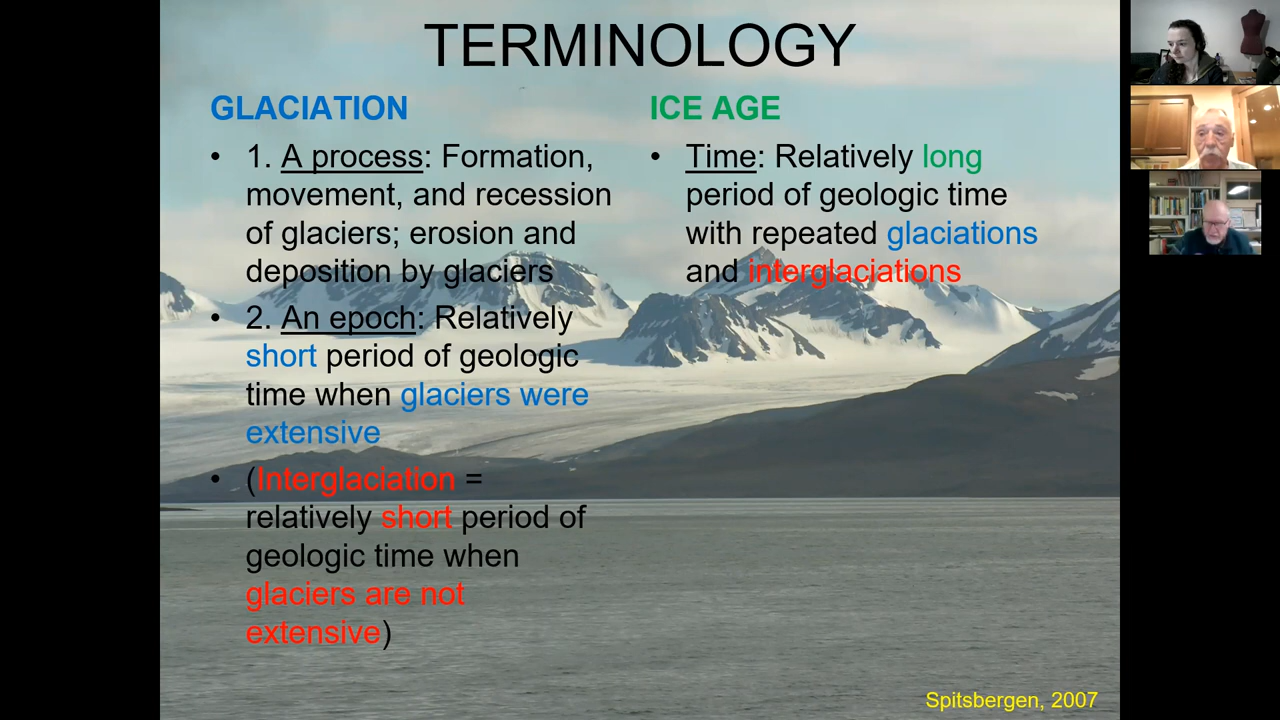 TERMINOLOGY
GLACIATION
• 1. A process: Formation,
movement, and recession
of glaciers; erosion and
deposition by glaciers
• 2. An epoch: Relatively
short period of geologic
time when glaciers were
extensive
• (Interglaciation =
relatively short period of
geologic time when
glaciers are not
extensive)
ICE AGE
• Time: Relatively long
period of geologic time
with repeated glaciations
and interglaciations
Spitsbergen, 2007